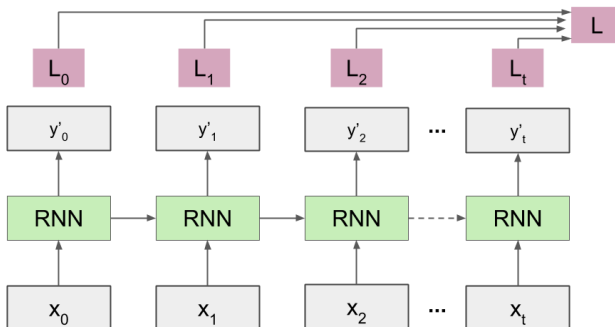 L
L₀ L₁ L₂ Lₜ
y'₀ y'₁ y'₂ ... y'ₜ
RNN RNN RNN RNN
x₀ x₁ x₂ ... xₜ